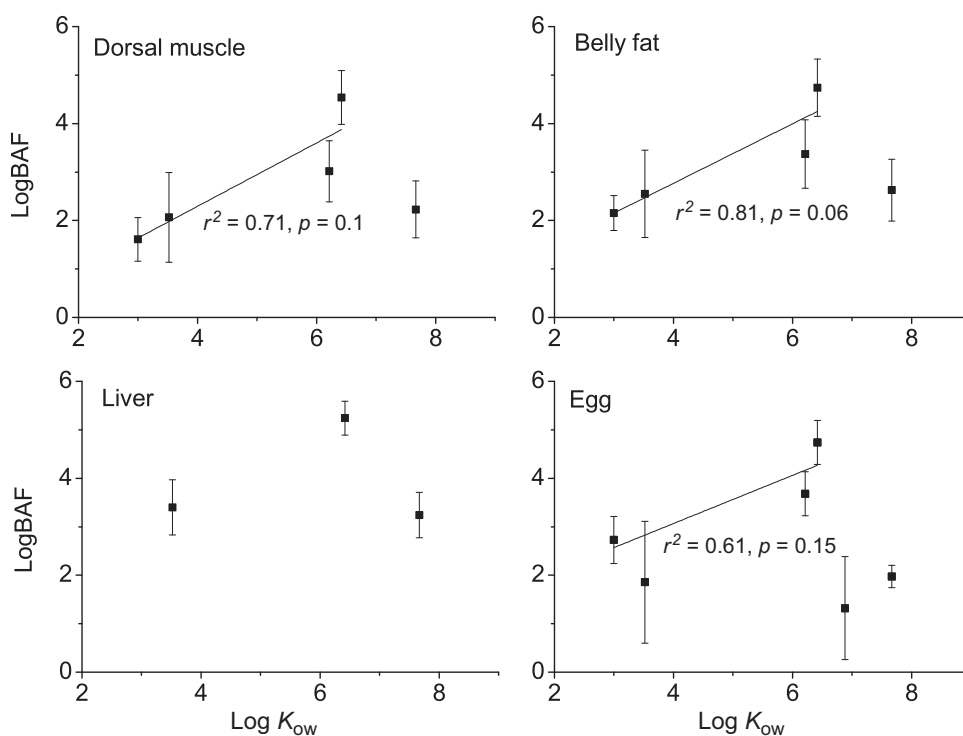 Dorsal muscle
6
4
2
0
LogBAF
r² = 0.71, p = 0.1
2 4 6 8
Belly fat
6
4
2
0
r² = 0.81, p = 0.06
2 4 6 8
Liver
6
4
2
0
LogBAF
2 4 6 8
Log Kow
Egg
6
4
2
0
r² = 0.61, p = 0.15
2 4 6 8
Log Kow